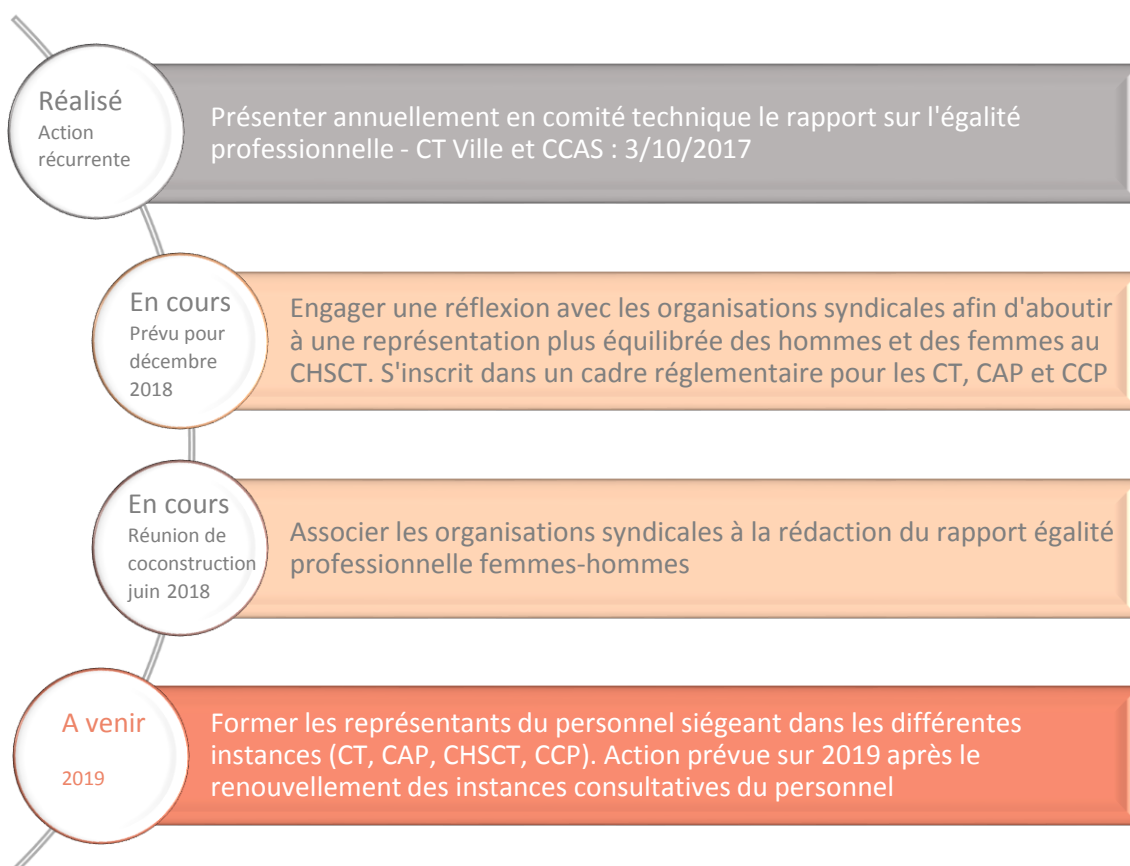 Réalisé
Action
récurrente
Présenter annuellement en comité technique le rapport sur l'égalité
professionnelle - CT Ville et CCAS : 3/10/2017
En cours
Prévu pour
décembre
2018
Engager une réflexion avec les organisations syndicales afin d'aboutir
à une représentation plus équilibrée des hommes et des femmes au
CHSCT. S'inscrit dans un cadre réglementaire pour les CT, CAP et CCP
En cours
Réunion de
coconstruction
juin 2018
Associer les organisations syndicales à la rédaction du rapport égalité
professionnelle femmes-hommes
A venir
2019
Former les représentants du personnel siégeant dans les différentes
instances (CT, CAP, CHSCT, CCP). Action prévue sur 2019 après le
renouvellement des instances consultatives du personnel